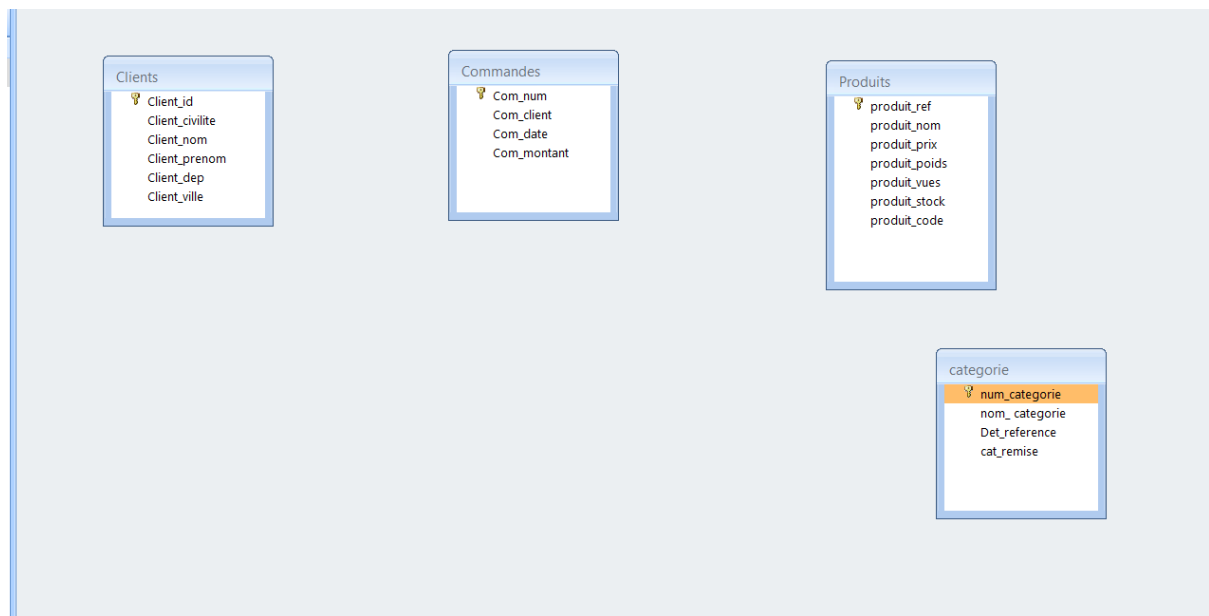 Clients
Client_id
Client_civilite
Client_nom
Client_prenom
Client_dep
Client_ville
Commandes
Com_num
Com_client
Com_date
Com_montant
Produits
produit_ref
produit_nom
produit_prix
produit_poids
produit_vues
produit_stock
produit_code
categorie
num_categorie
nom_ categorie
Det_reference
cat_remise